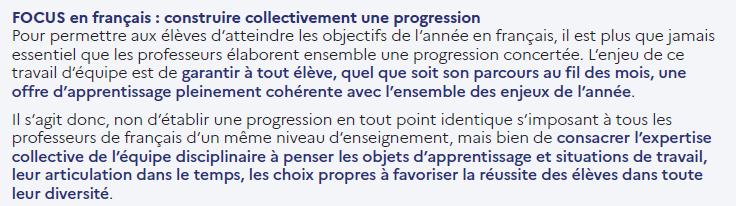 FOCUS en français : construire collectivement une progression
Pour permettre aux élèves d’atteindre les objectifs de l’année en français, il est plus que jamais
essentiel que les professeurs élaborent ensemble une progression concertée. L’enjeu de ce
travail d’équipe est de garantir à tout élève, quel que soit son parcours au fil des mois, une
offre d’apprentissage pleinement cohérente avec l’ensemble des enjeux de l’année.
Il s’agit donc, non d’établir une progression en tout point identique s’imposant à tous les
professeurs de français d’un même niveau d’enseignement, mais bien de consacrer l’expertise
collective de l’équipe disciplinaire à penser les objets d’apprentissage et situations de travail,
leur articulation dans le temps, les choix propres à favoriser la réussite des élèves dans toute
leur diversité.